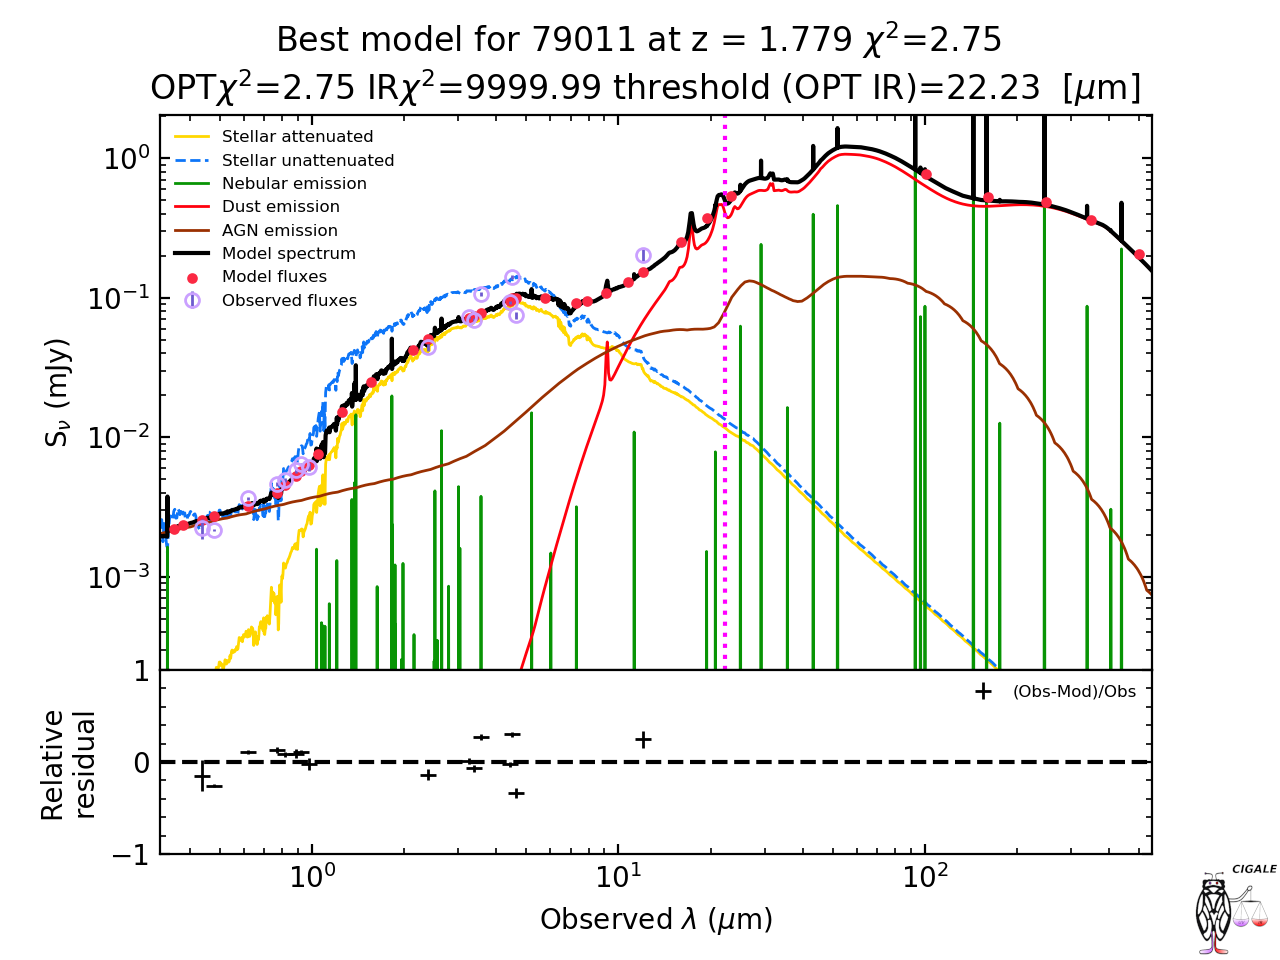 Best model for 79011 at z = 1.779 χ²=2.75
OPTχ²=2.75 IRχ²=9999.99 threshold (OPT IR)=22.23 [μm]
Stellar attenuated
Stellar unattenuated
Nebular emission
Dust emission
AGN emission
Model spectrum
Model fluxes
Observed fluxes
10⁰
10⁻¹
10⁻²
10⁻³
S_ν (mJy)
(Obs-Mod)/Obs
1
0
−1
Relative
residual
10⁰ 10¹ 10²
Observed λ (μm)
CIGALE